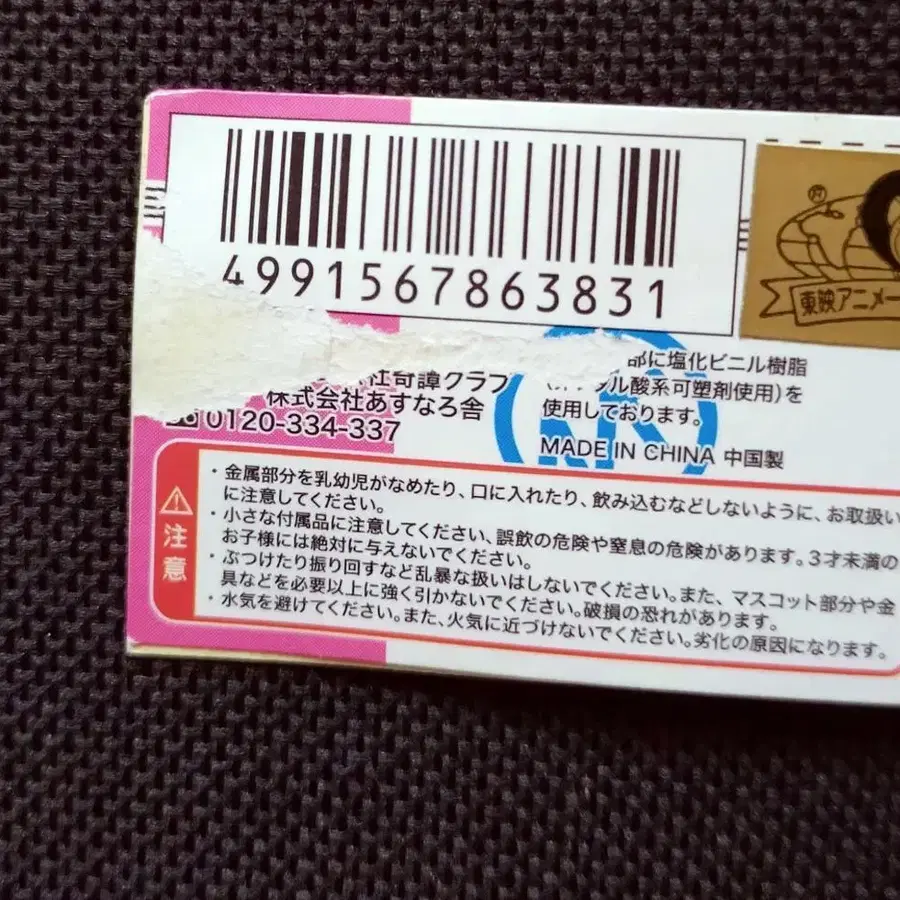 4991567863831
®
東映アニメー
社奇譚クラブ
株式会社あすなろ舎
0120-334-337
部に塩化ビニル樹脂
ル酸系可塑剤使用)を
使用しております。
MADE IN CHINA 中国製
注意
・金属部分を乳幼児がなめたり、口に入れたり、飲み込むなどしないように、お取扱い
に注意してください。
・小さな付属品に注意してください、誤飲の危険や窒息の危険があります。3才未満の
お子様には絶対に与えないでください。
・ぶつけたり振り回すなど乱暴な扱いはしないでください。また、マスコット部分や金
具などを必要以上に強く引かないでください。破損の恐れがあります。
・水気を避けてください。また、火気に近づけないでください。劣化の原因になります。